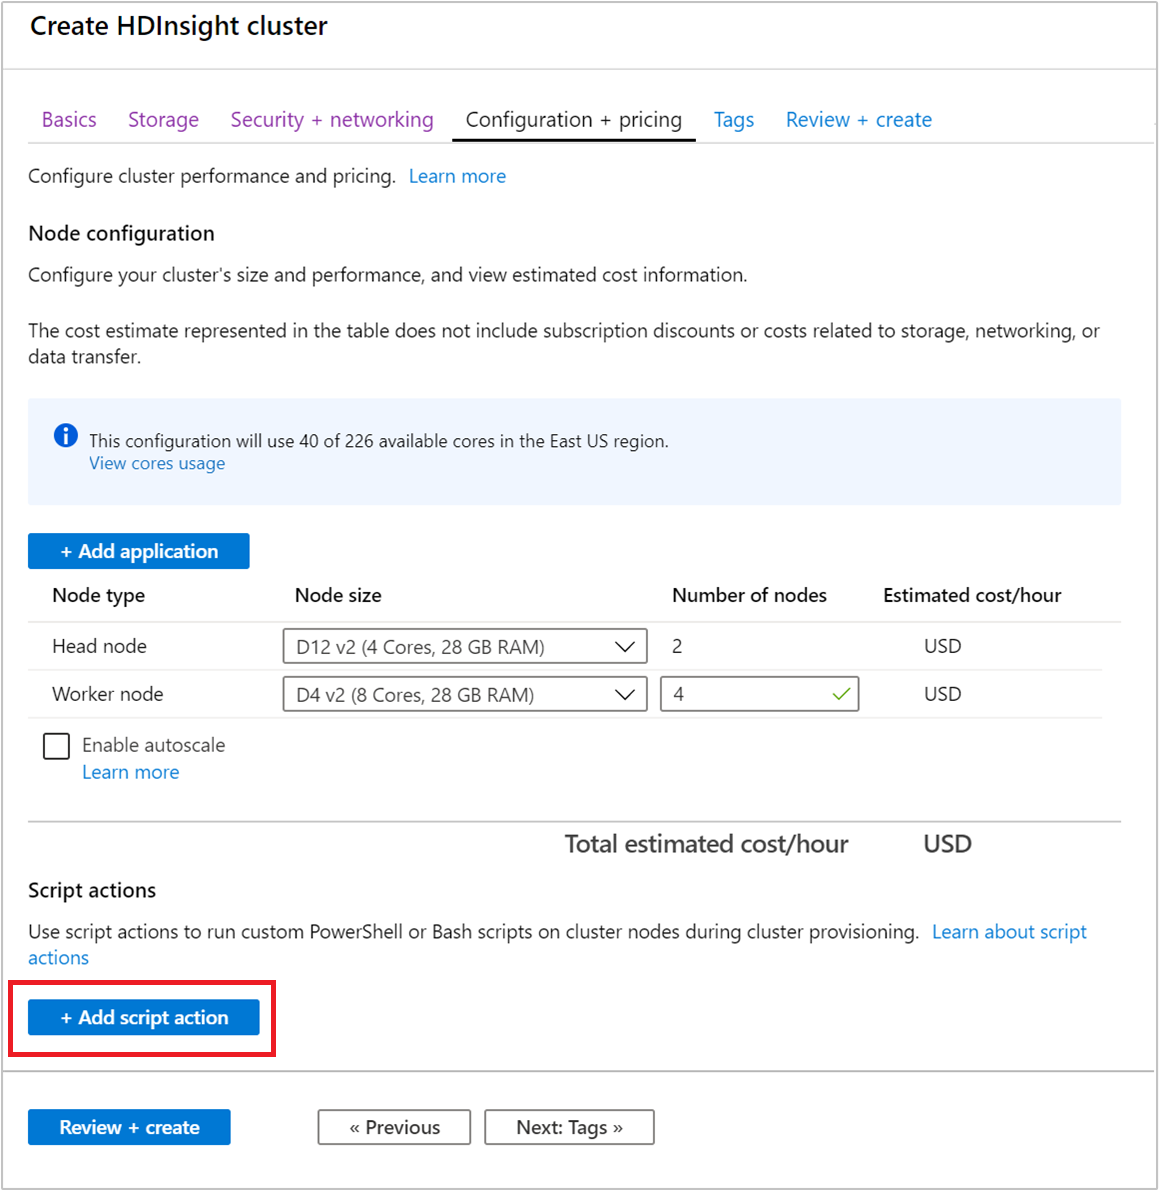 Create HDInsight cluster
Basics Storage Security + networking Configuration + pricing Tags Review + create
Configure cluster performance and pricing. Learn more
Node configuration
Configure your cluster's size and performance, and view estimated cost information.
The cost estimate represented in the table does not include subscription discounts or costs related to storage, networking, or
data transfer.
This configuration will use 40 of 226 available cores in the East US region.
View cores usage
+ Add application
Node type Node size Number of nodes Estimated cost/hour
Head node D12 v2 (4 Cores, 28 GB RAM) 2 USD
Worker node D4 v2 (8 Cores, 28 GB RAM) 4 USD
Enable autoscale
Learn more
Total estimated cost/hour USD
Script actions
Use script actions to run custom PowerShell or Bash scripts on cluster nodes during cluster provisioning. Learn about script
actions
+ Add script action
Review + create « Previous Next: Tags »